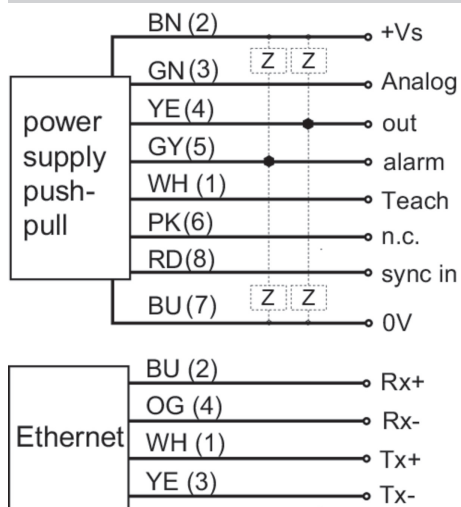 BN (2) +Vs
Z Z
GN (3) Analog
YE (4) out
GY (5) alarm
WH (1) Teach
PK (6) n.c.
RD (8) sync in
Z Z
BU (7) 0V
power
supply
push-
pull
BU (2) Rx+
OG (4) Rx-
WH (1) Tx+
YE (3) Tx-
Ethernet